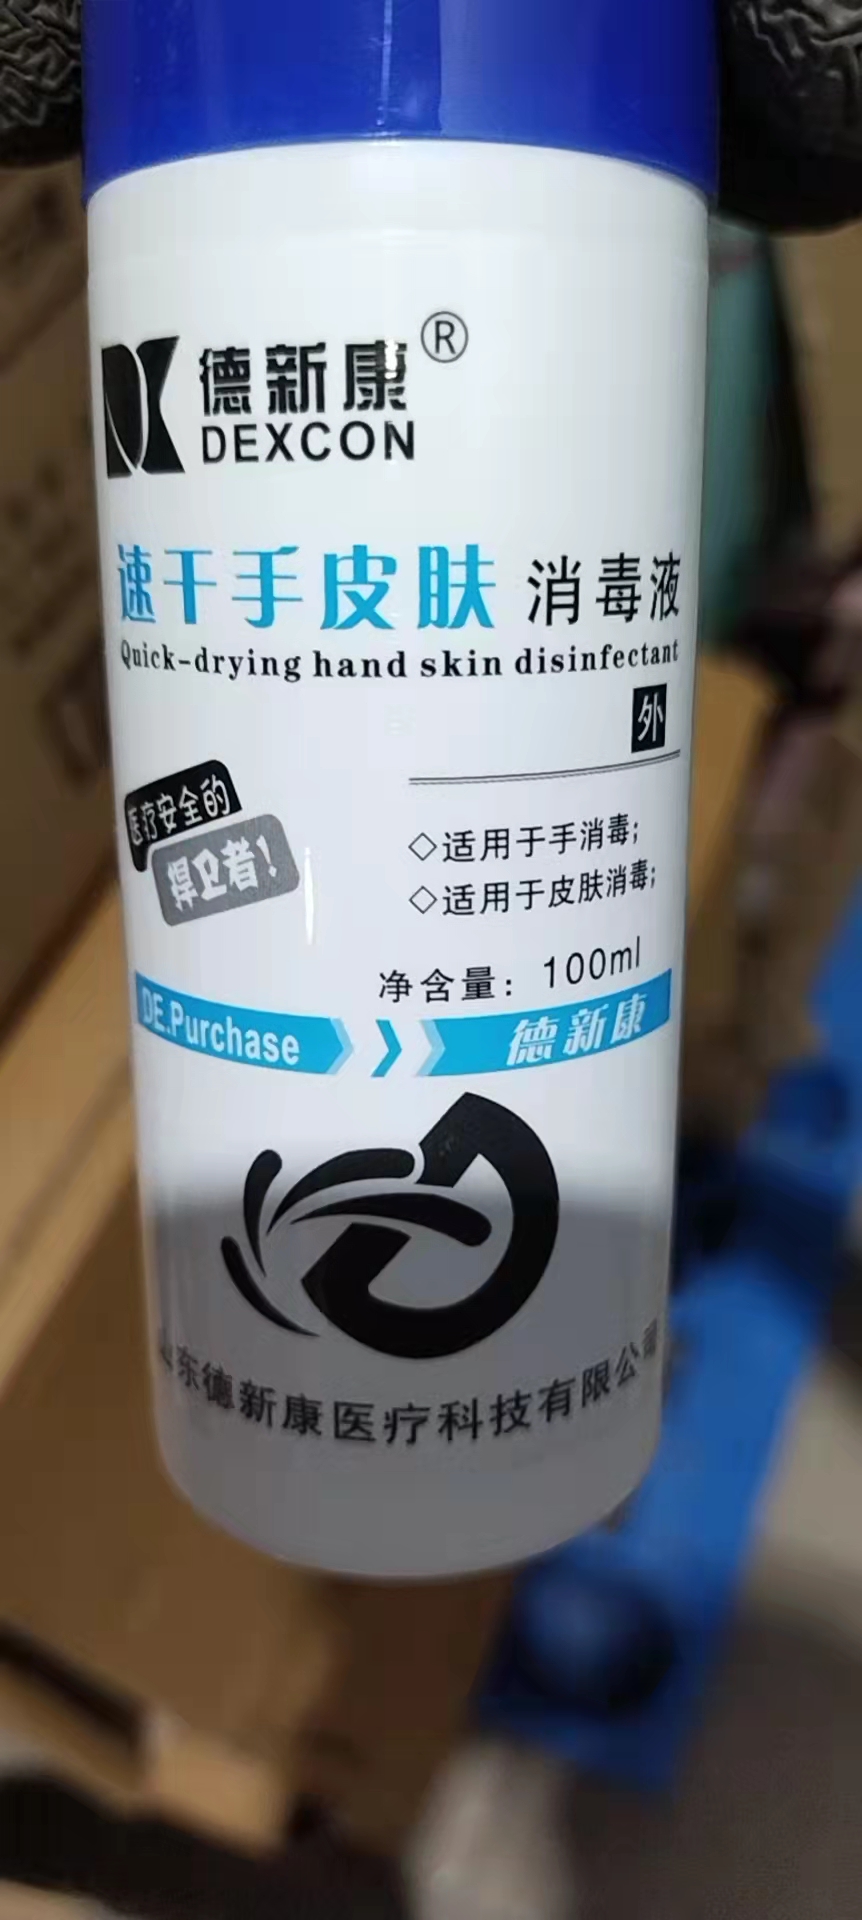 德新康®
DEXCON
速干手皮肤 消毒液
Quick-drying hand skin disinfectant
外
医疗安全的
捍卫者!
◇适用于手消毒;
◇适用于皮肤消毒;
净含量: 100ml
DE.Purchase 德新康
山东德新康医疗科技有限公司